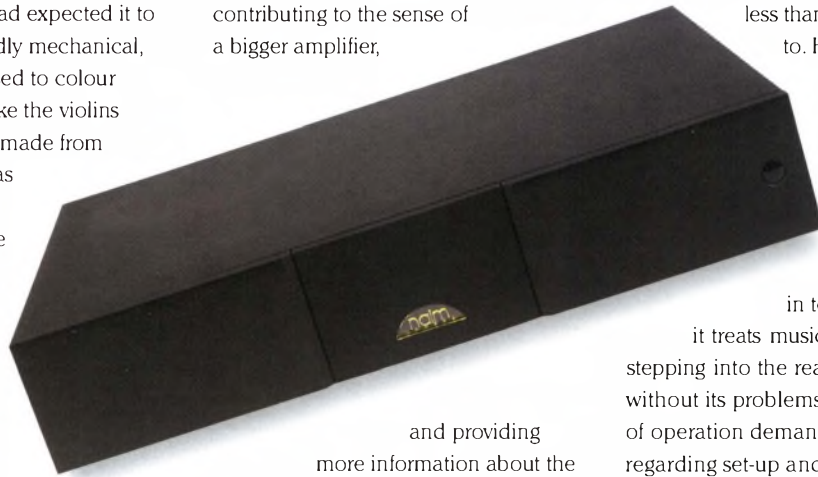 ad expected it to
dly mechanical,
ed to colour
ke the violins
made from
as
e
contributing to the sense of
a bigger amplifier,
naim
and providing
more information about the
less than
to. H
in to
it treats music
stepping into the rea
without its problems
of operation deman
regarding set-up and